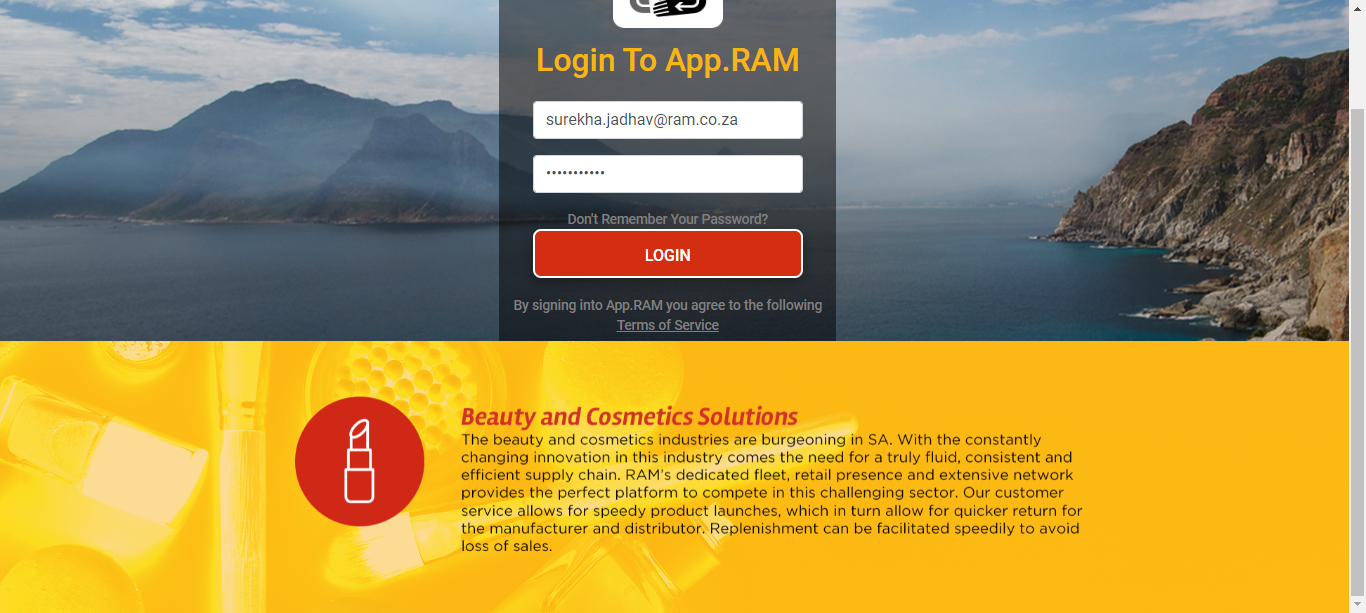 Login To App.RAM
surekha.jadhav@ram.co.za
•••••••••••
Don't Remember Your Password?
LOGIN
By signing into App.RAM you agree to the following
Terms of Service
Beauty and Cosmetics Solutions
The beauty and cosmetics industries are burgeoning in SA. With the constantly
changing innovation in this industry comes the need for a truly fluid, consistent and
efficient supply chain. RAM's dedicated fleet, retail presence and extensive network
provides the perfect platform to compete in this challenging sector. Our customer
service allows for speedy product launches, which in turn allow for quicker return for
the manufacturer and distributor. Replenishment can be facilitated speedily to avoid
loss of sales.